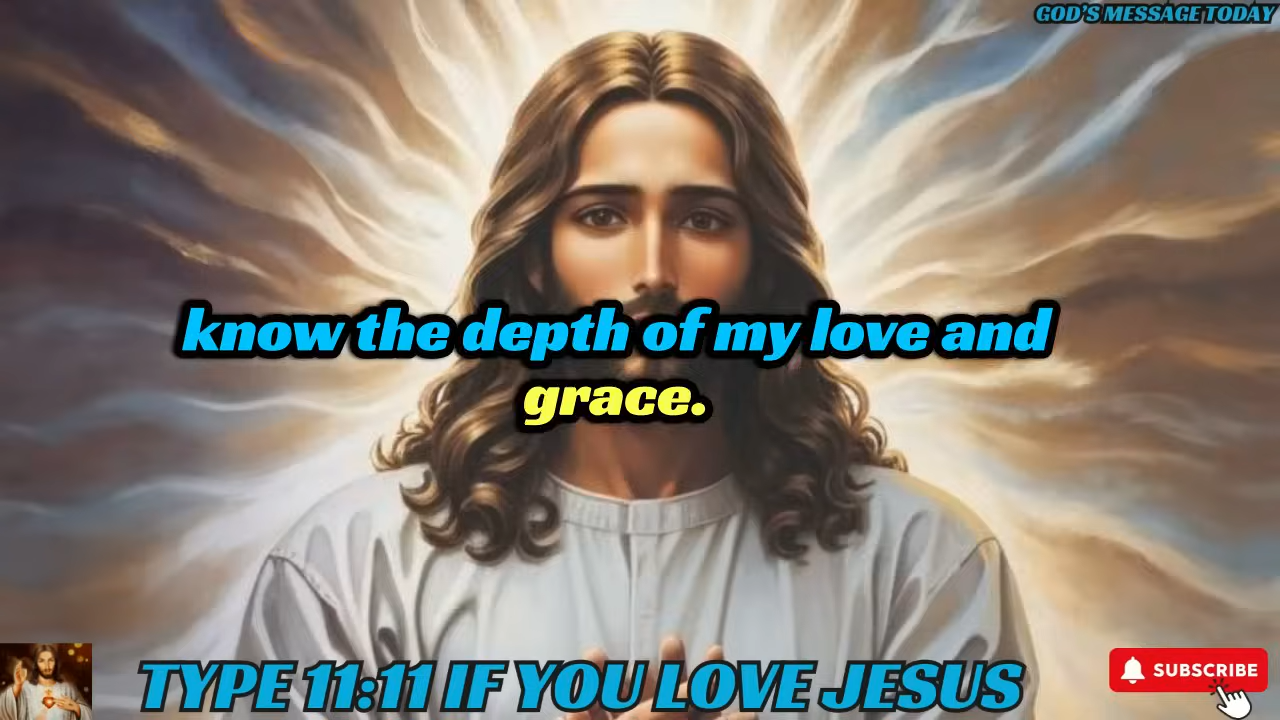 GOD'S MESSAGE TODAY
know the depth of my love and
grace.
TYPE 11:11 IF YOU LOVE JESUS
SUBSCRIBE